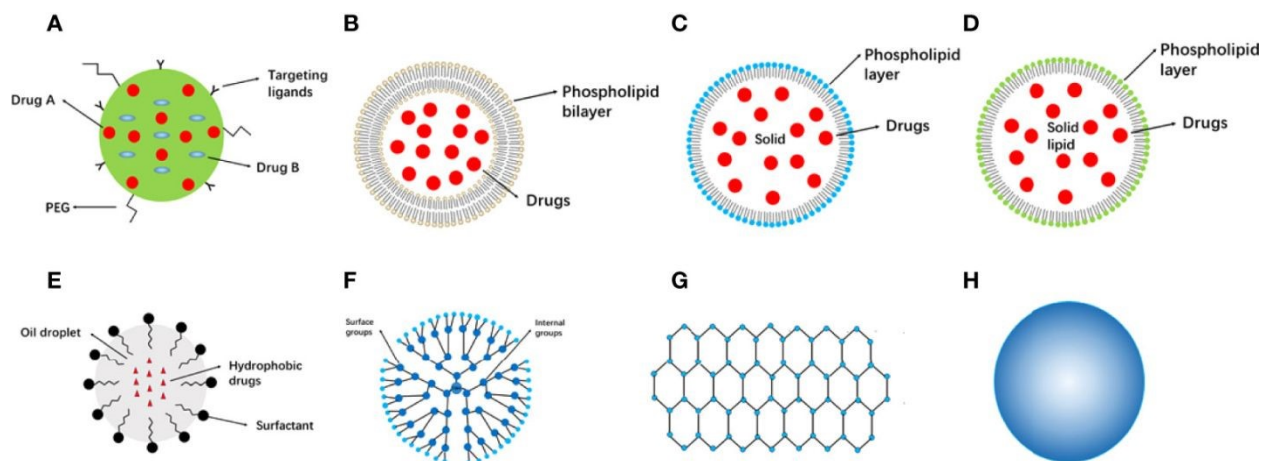 A
B
C
D
Drug A
Targeting
ligands
Drug B
PEG
Phospholipid
bilayer
Drugs
Phospholipid
layer
Solid
Drugs
Phospholipid
layer
Solid
lipid
Drugs
E
F
G
H
Oil droplet
Hydrophobic
drugs
Surfactant
Surface
groups
Internal
groups